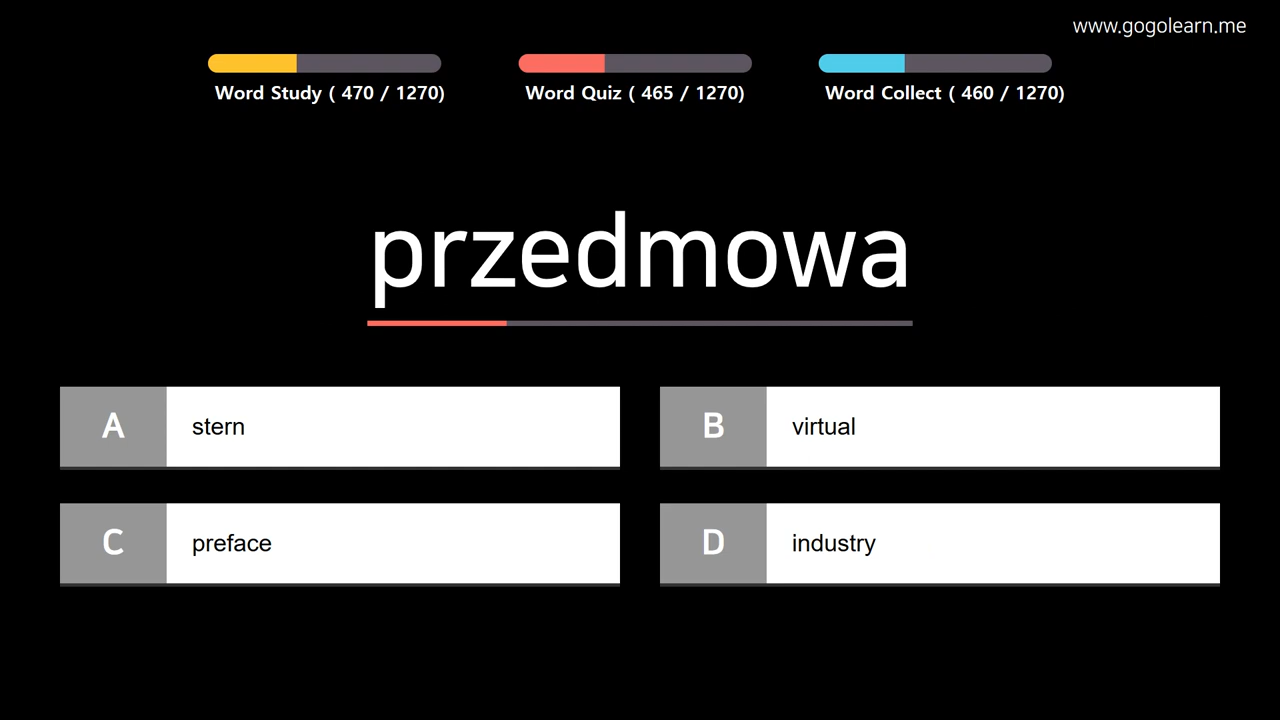 www.gogolearn.me
Word Study ( 470 / 1270)
Word Quiz ( 465 / 1270)
Word Collect ( 460 / 1270)
przedmowa
A stern
B virtual
C preface
D industry